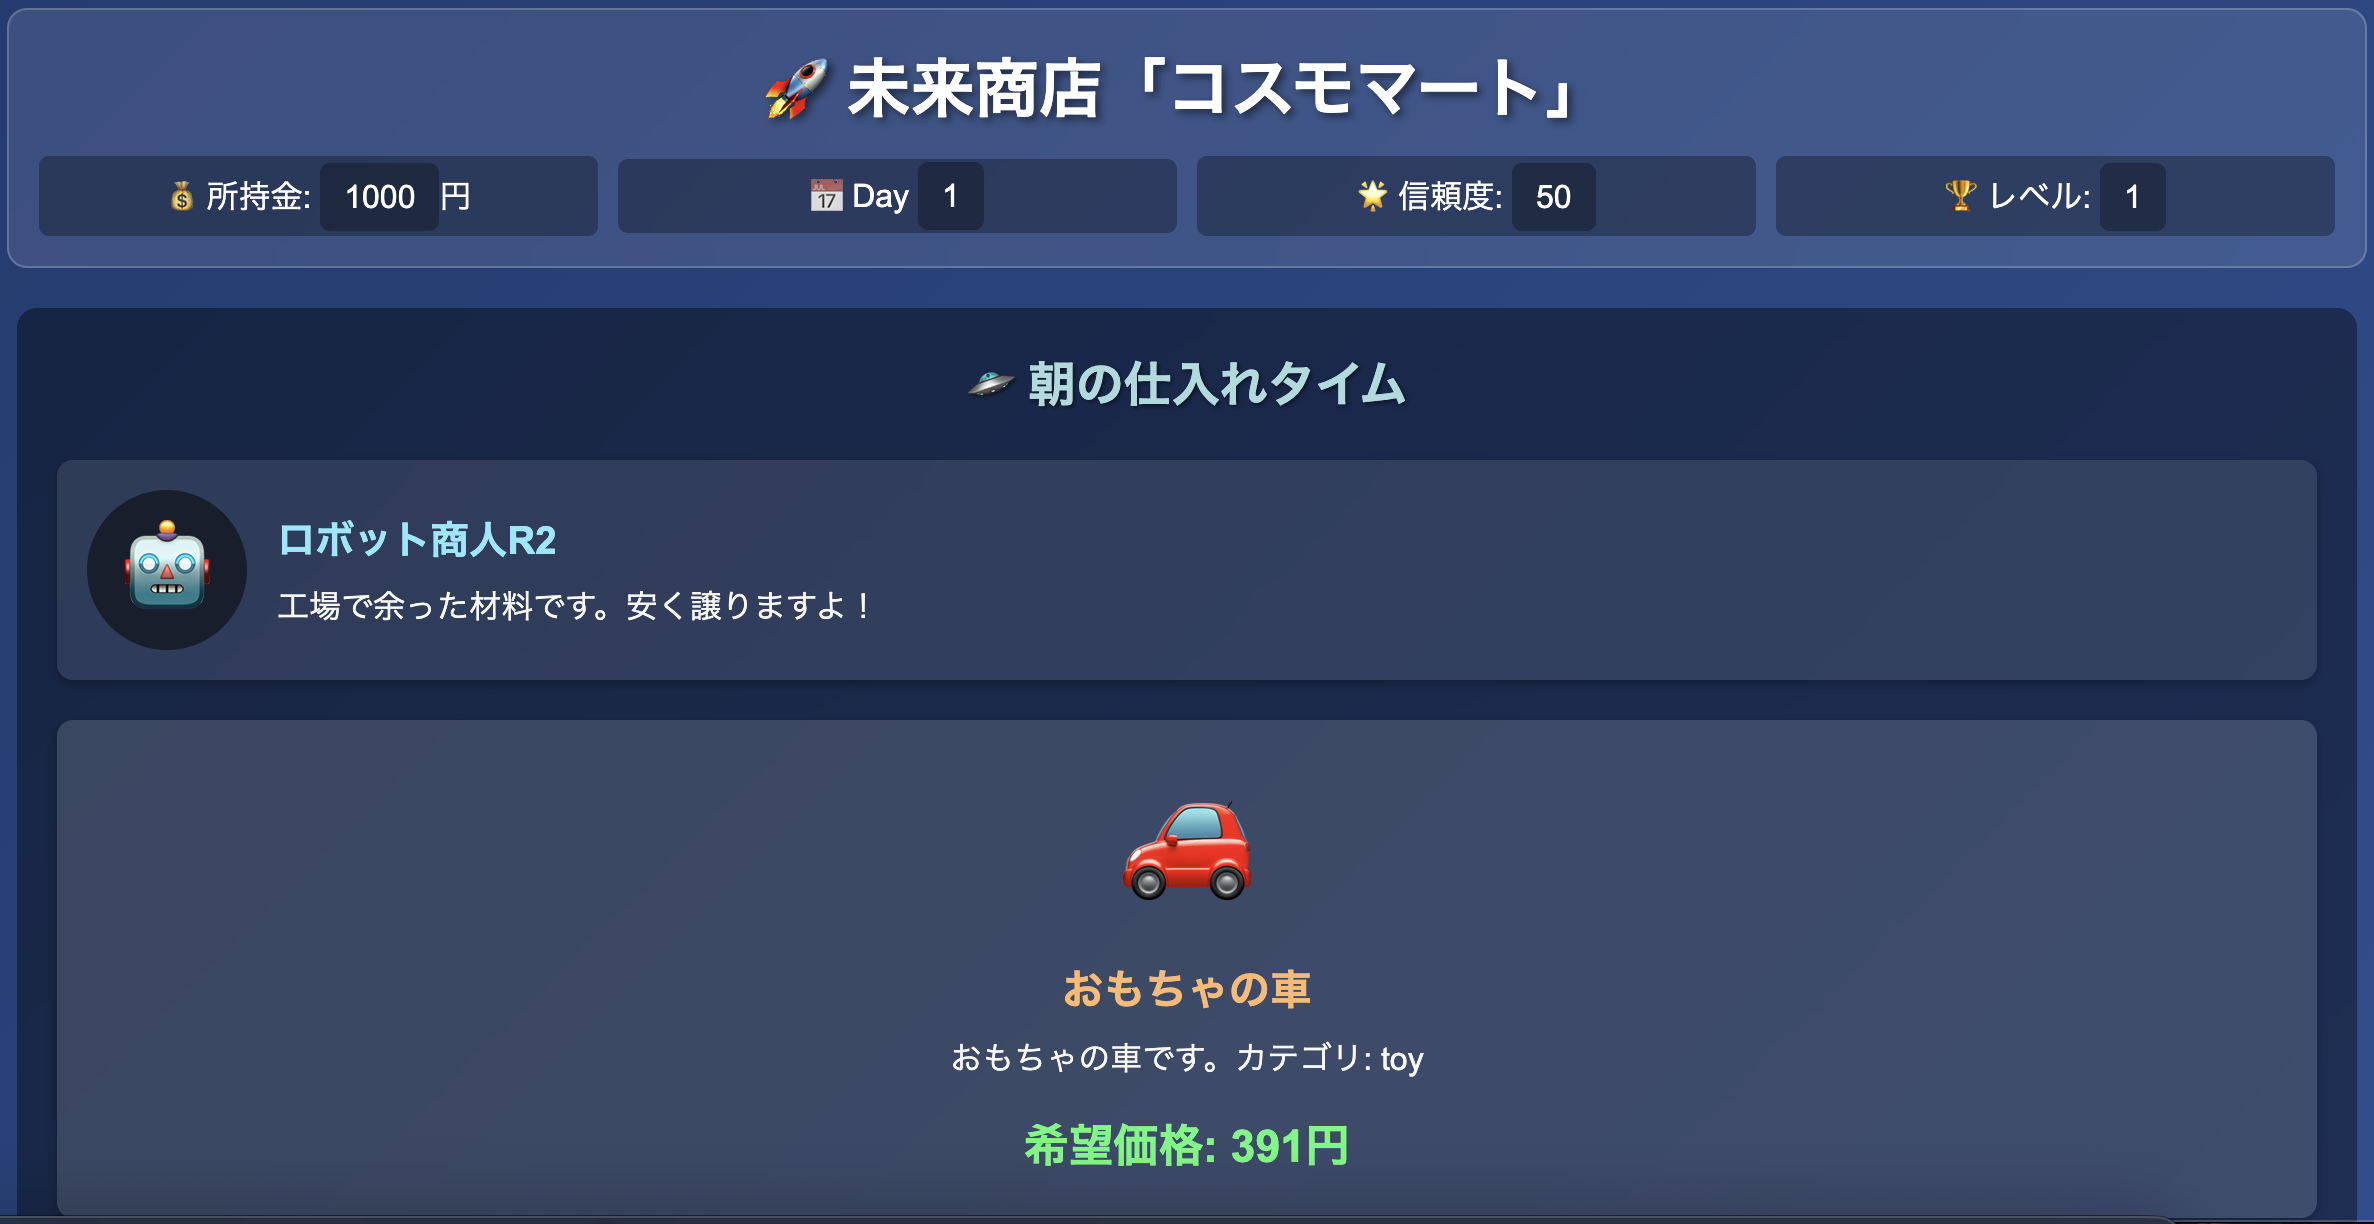 未来商店「コスモマート」
所持金: 1000 円
Day 1
信頼度: 50
レベル: 1
朝の仕入れタイム
ロボット商人R2
工場で余った材料です。安く譲りますよ！
おもちゃの車
おもちゃの車です。カテゴリ: toy
希望価格: 391円